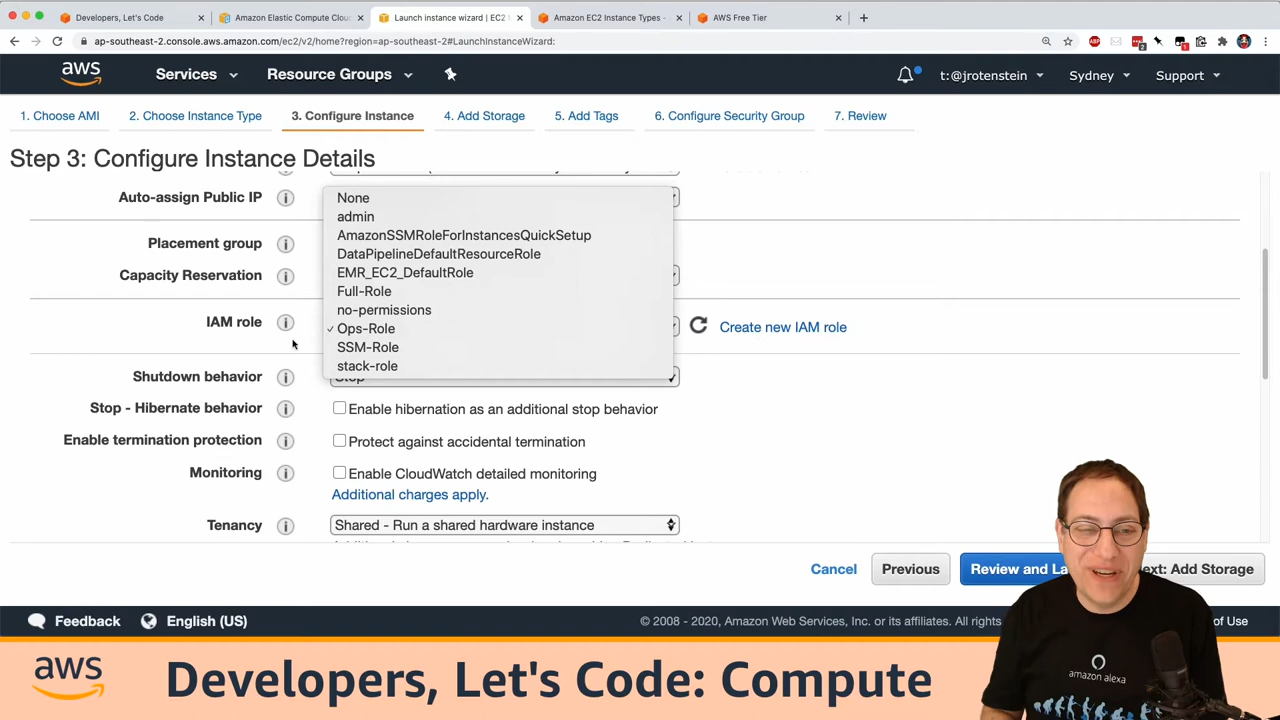 Developers, Let's Code
Amazon Elastic Compute Clou
Launch instance wizard | EC2
Amazon EC2 Instance Types -
AWS Free Tier
ap-southeast-2.console.aws.amazon.com/ec2/v2/home?region=ap-southeast-2#LaunchInstanceWizard:
aws
Services
Resource Groups
t:@jrotenstein
Sydney
Support
1. Choose AMI
2. Choose Instance Type
3. Configure Instance
4. Add Storage
5. Add Tags
6. Configure Security Group
7. Review
Step 3: Configure Instance Details
Auto-assign Public IP
None
admin
AmazonSSMRoleForInstancesQuickSetup
Placement group
DataPipelineDefaultResourceRole
Capacity Reservation
EMR_EC2_DefaultRole
Full-Role
no-permissions
IAM role
Ops-Role
Create new IAM role
SSM-Role
stack-role
Shutdown behavior
Stop
Stop - Hibernate behavior
Enable hibernation as an additional stop behavior
Enable termination protection
Protect against accidental termination
Monitoring
Enable CloudWatch detailed monitoring
Additional charges apply.
Tenancy
Shared - Run a shared hardware instance
Cancel
Previous
Review and La
ext: Add Storage
Feedback
English (US)
© 2008 - 2020, Amazon Web Services, Inc. or its affiliates. All rights
of Use
aws
Developers, Let's Code: Compute
amazon alexa